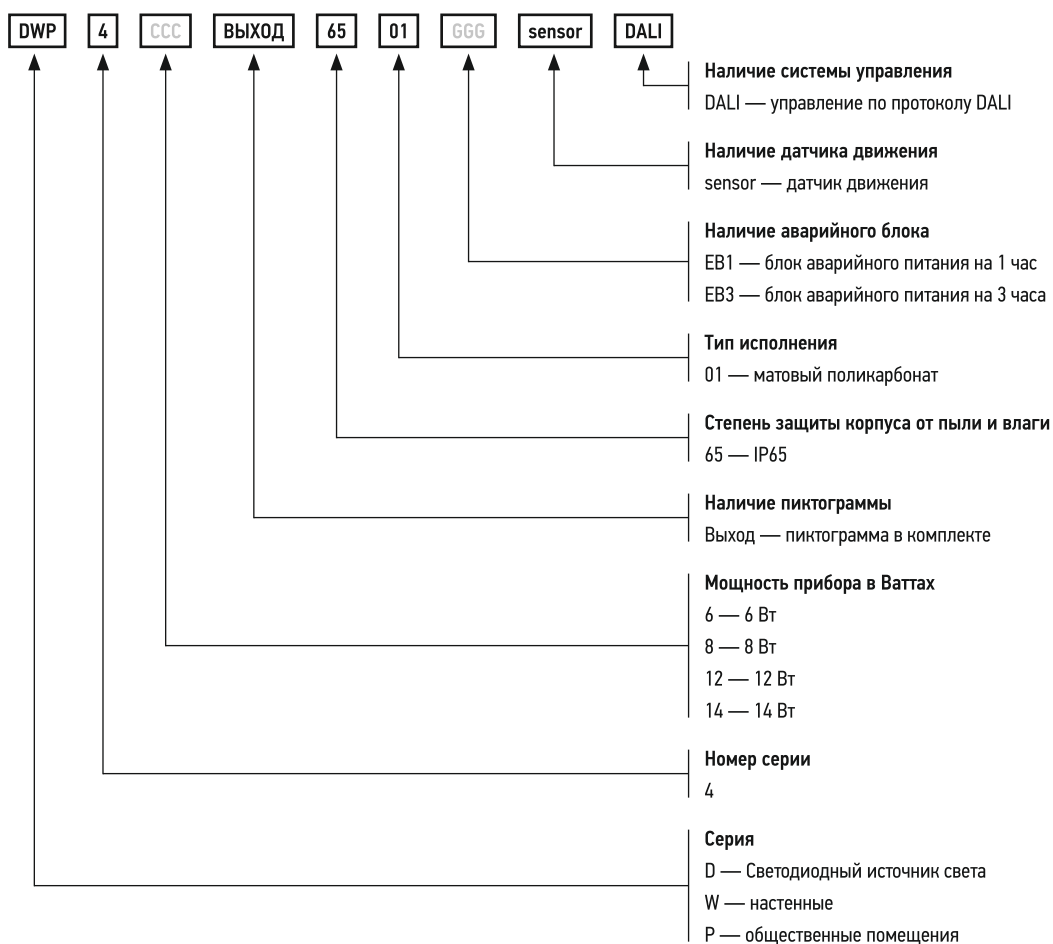 DWP 4 CCC ВЫХОД 65 01 GGG sensor DALI
Наличие системы управления
DALI — управление по протоколу DALI
Наличие датчика движения
sensor — датчик движения
Наличие аварийного блока
EB1 — блок аварийного питания на 1 час
EB3 — блок аварийного питания на 3 часа
Тип исполнения
01 — матовый поликарбонат
Степень защиты корпуса от пыли и влаги
65 — IP65
Наличие пиктограммы
Выход — пиктограмма в комплекте
Мощность прибора в Ваттах
6 — 6 Вт
8 — 8 Вт
12 — 12 Вт
14 — 14 Вт
Номер серии
4
Серия
D — Светодиодный источник света
W — настенные
P — общественные помещения